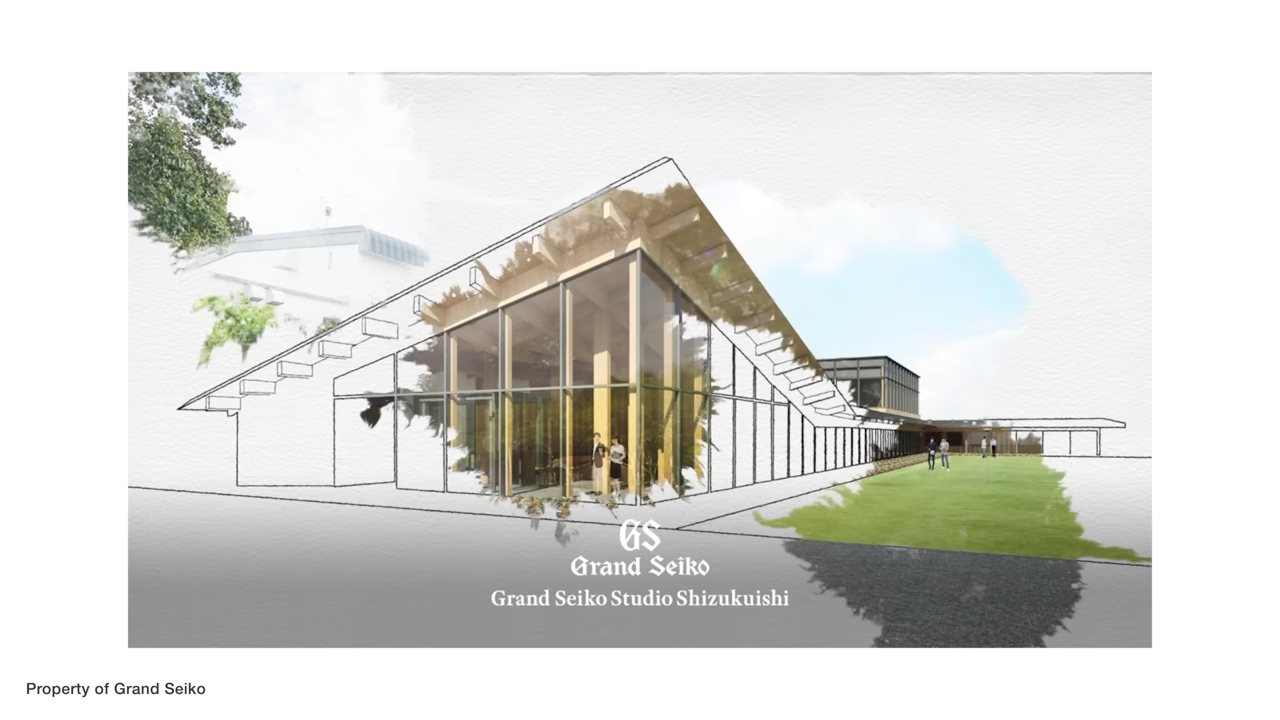 GS
Grand Seiko
Grand Seiko Studio Shizukuishi
Property of Grand Seiko